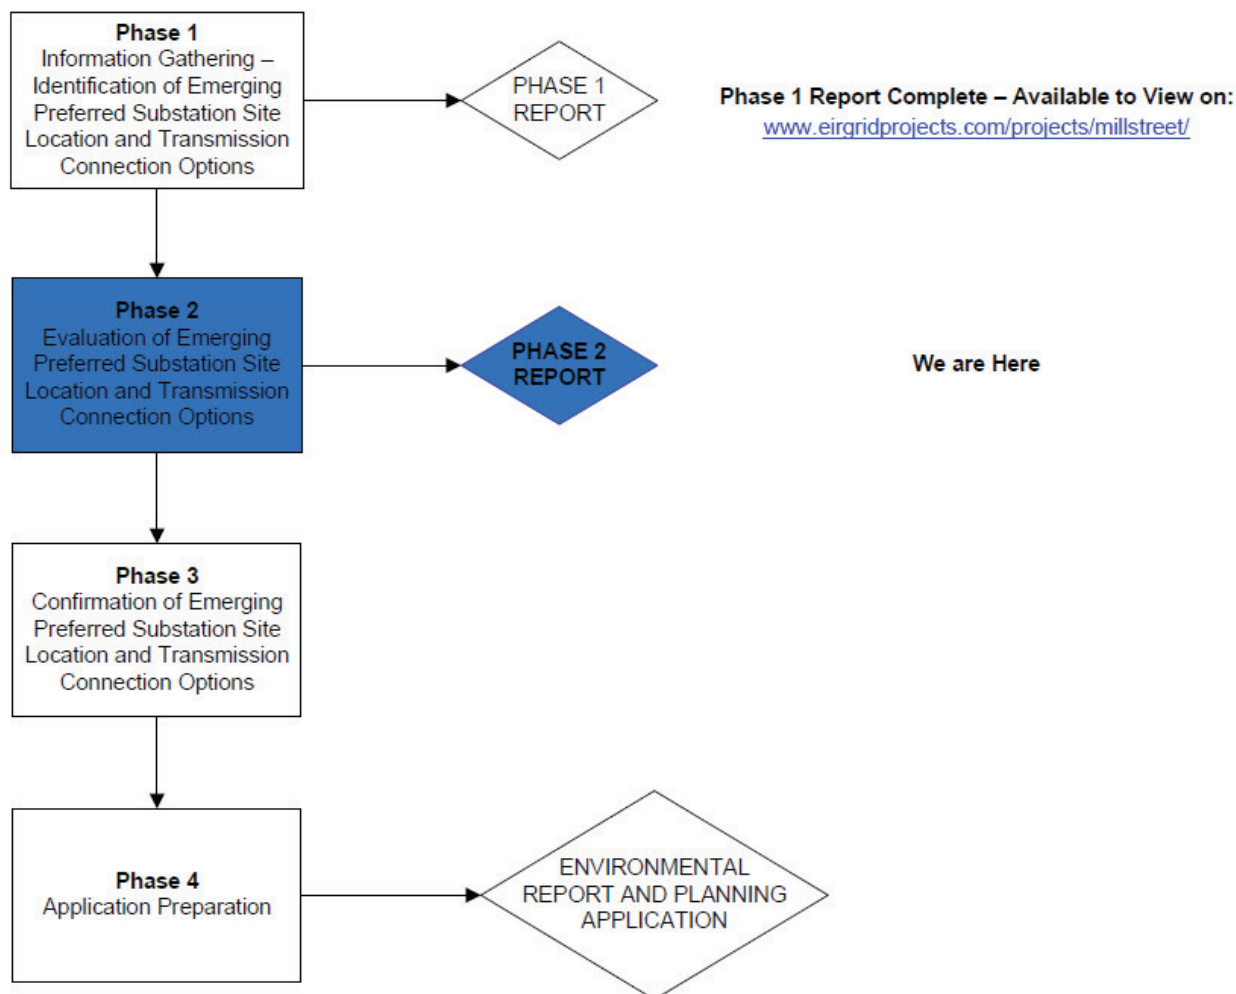 Phase 1
Information Gathering –
Identification of Emerging
Preferred Substation Site
Location and Transmission
Connection Options
PHASE 1
REPORT
Phase 1 Report Complete – Available to View on:
www.eirgridprojects.com/projects/millstreet/
Phase 2
Evaluation of Emerging
Preferred Substation Site
Location and Transmission
Connection Options
PHASE 2
REPORT
We are Here
Phase 3
Confirmation of Emerging
Preferred Substation Site
Location and Transmission
Connection Options
Phase 4
Application Preparation
ENVIRONMENTAL
REPORT AND PLANNING
APPLICATION